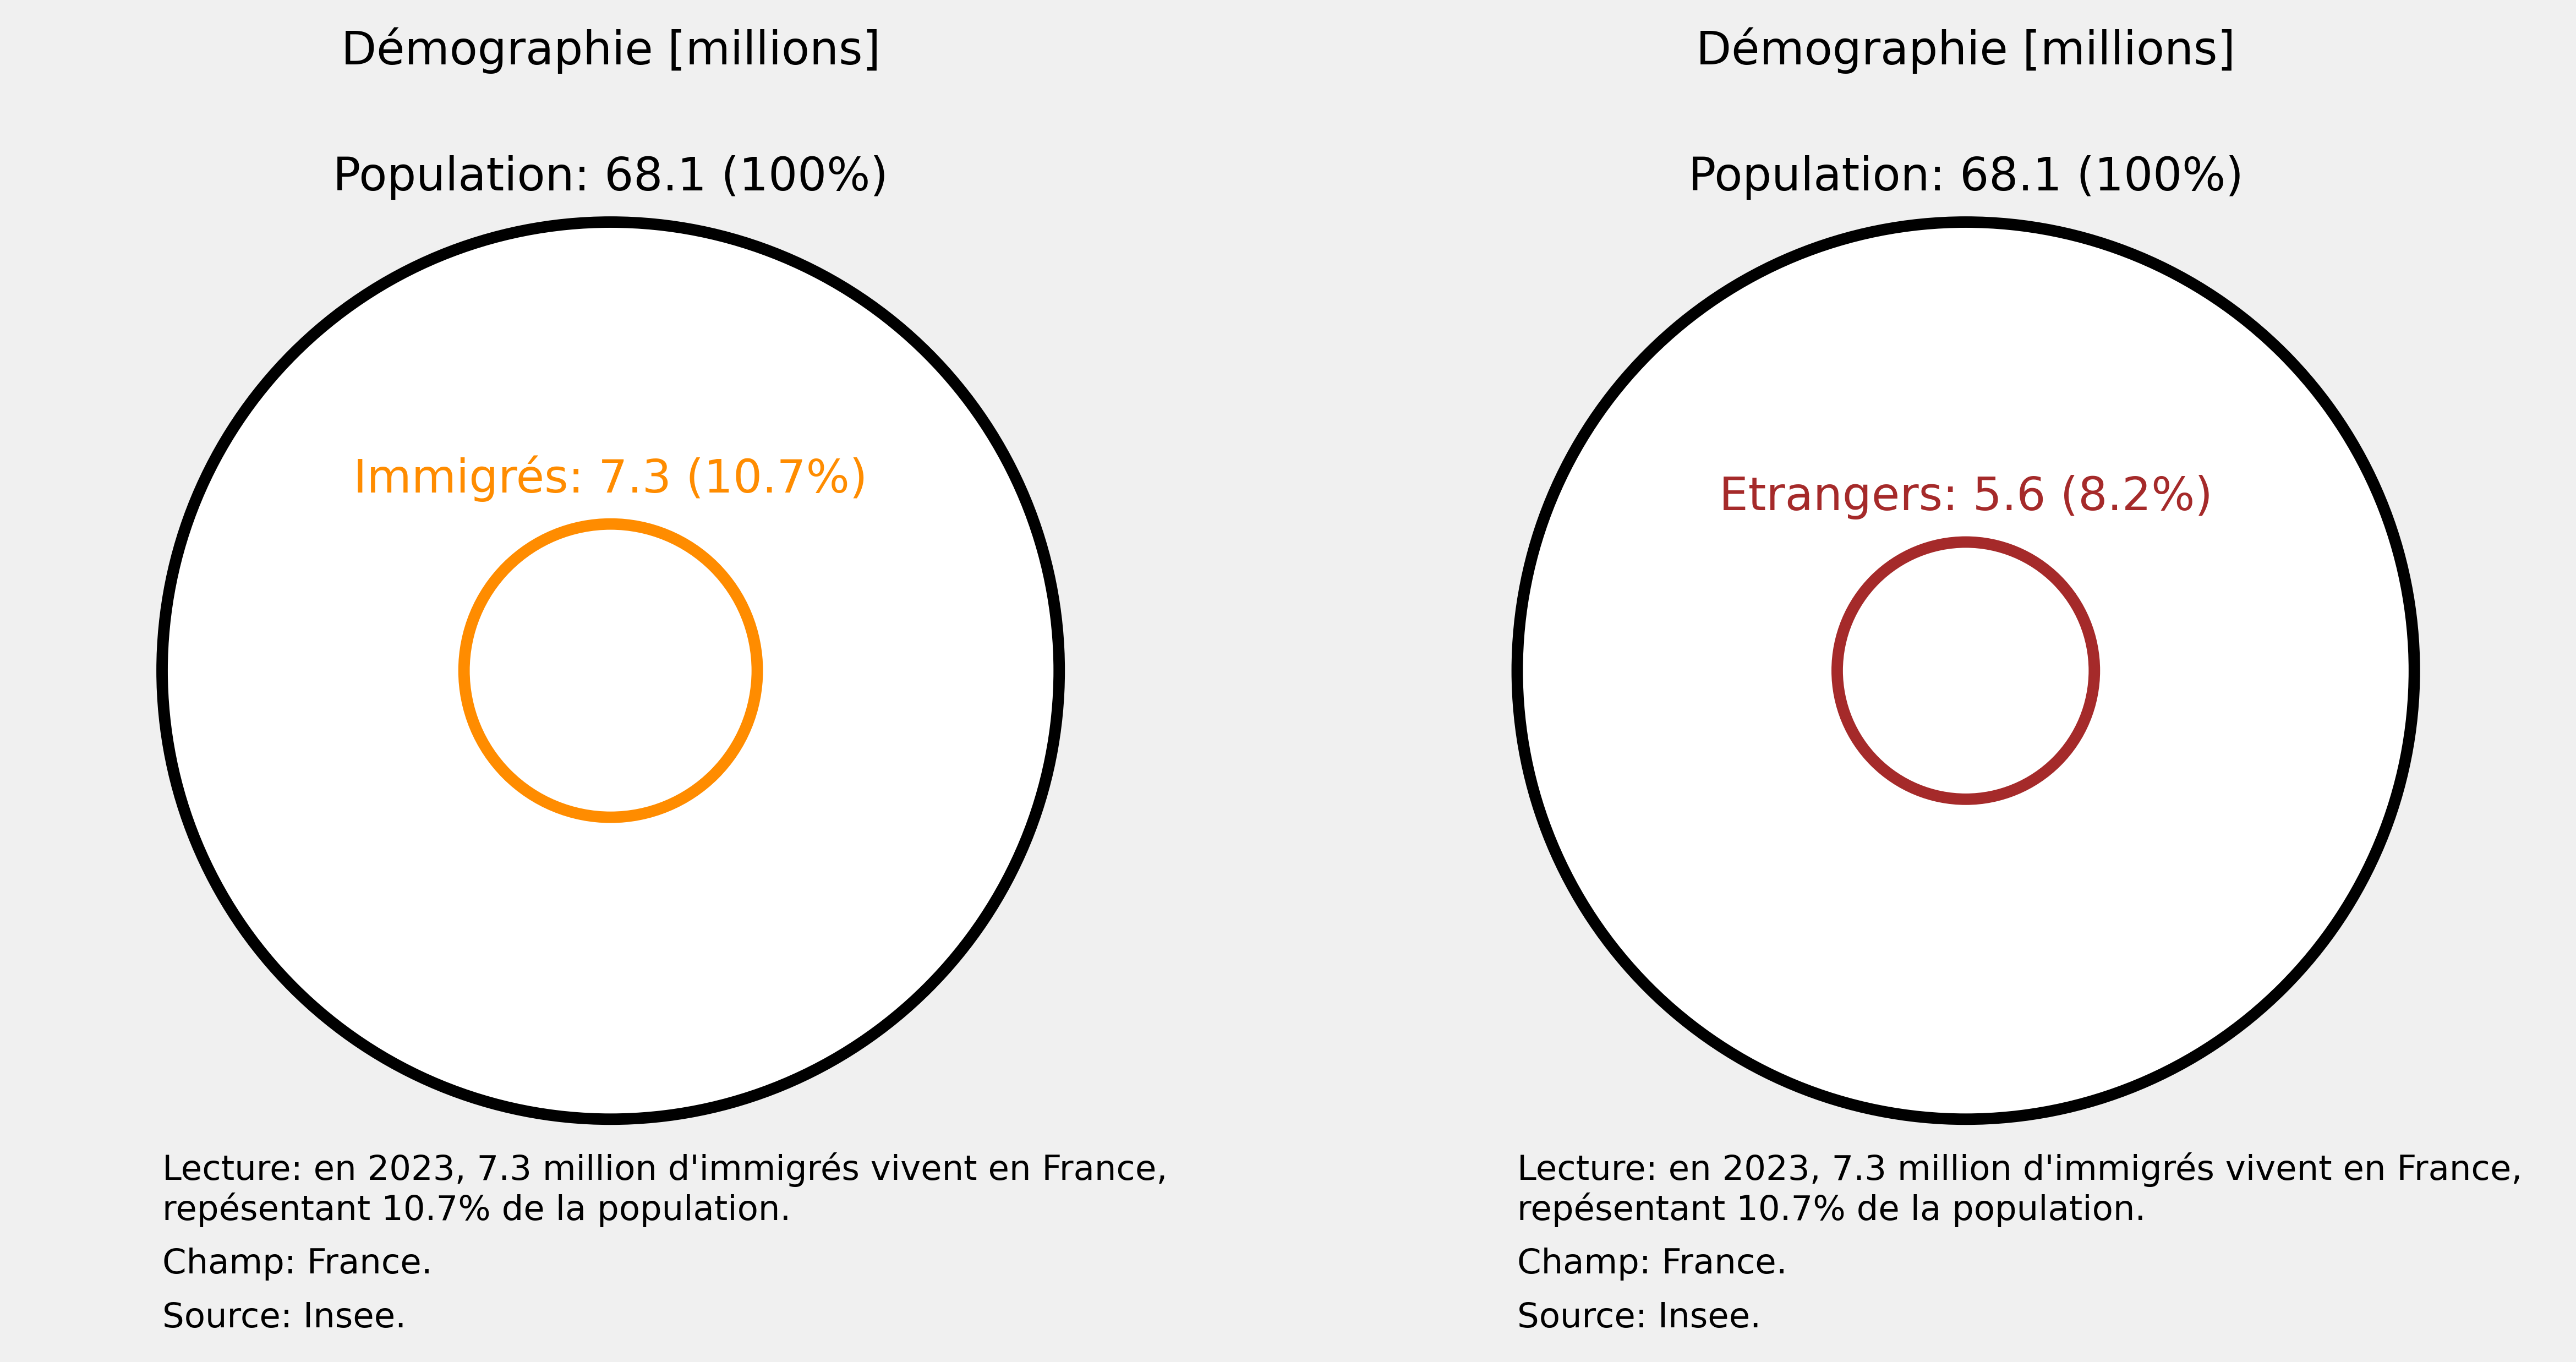 Démographie [millions]
Population: 68.1 (100%)
Immigrés: 7.3 (10.7%)
Lecture: en 2023, 7.3 million d'immigrés vivent en France,
repésentant 10.7% de la population.
Champ: France.
Source: Insee.
Démographie [millions]
Population: 68.1 (100%)
Etrangers: 5.6 (8.2%)
Lecture: en 2023, 7.3 million d'immigrés vivent en France,
repésentant 10.7% de la population.
Champ: France.
Source: Insee.